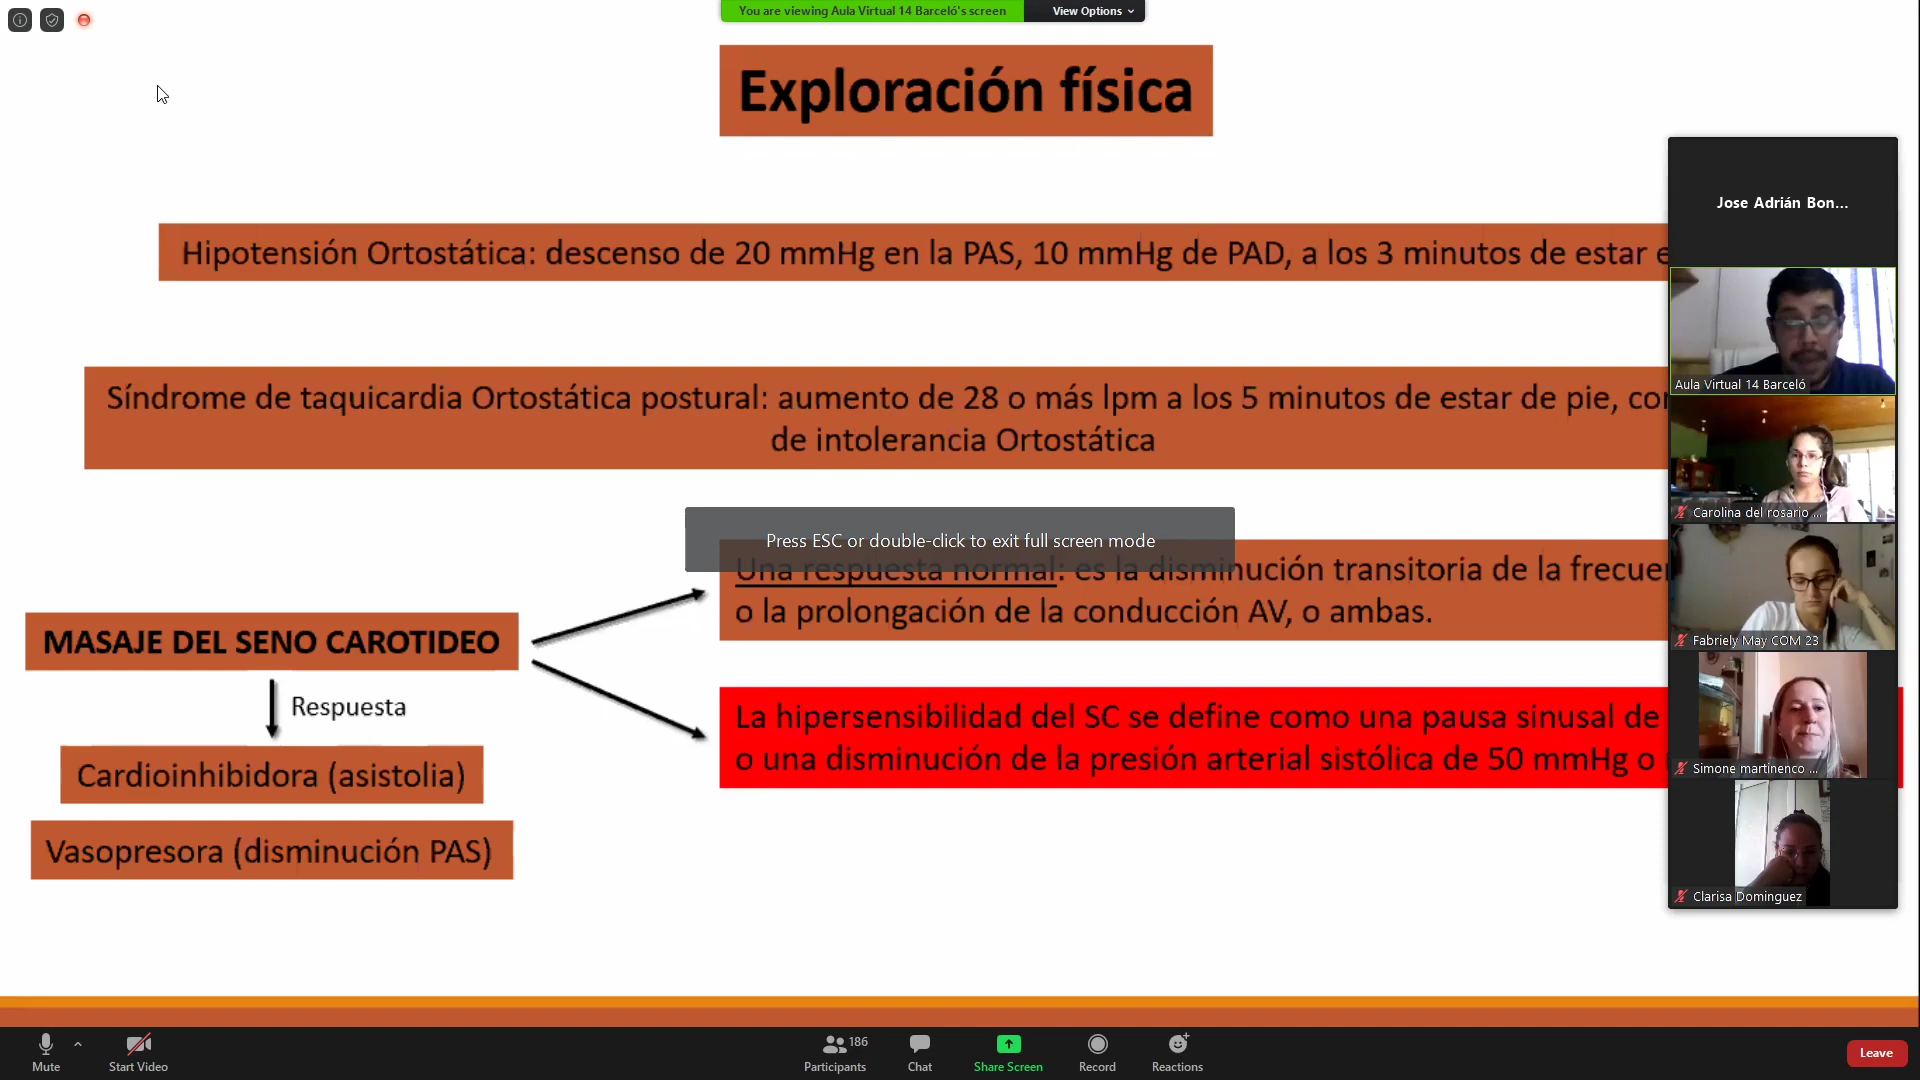 You are viewing Aula Virtual 14 Barceló's screen
View Options
Exploración física
Jose Adrián Bon...
Hipotensión Ortostática: descenso de 20 mmHg en la PAS, 10 mmHg de PAD, a los 3 minutos de estar
Aula Virtual 14 Barceló
Síndrome de taquicardia Ortostática postural: aumento de 28 o más lpm a los 5 minutos de estar de pie,
de intolerancia Ortostática
Carolina del rosario ...
Press ESC or double-click to exit full screen mode
Una respuesta normal: es la disminución transitoria de la
o la prolongación de la conducción AV, o ambas.
Fabriely May COM 23
MASAJE DEL SENO CAROTIDEO
Respuesta
La hipersensibilidad del SC se define como una pausa sinusal de
o una disminución de la presión arterial sistólica de 50 mmHg o
Simone martinenco ...
Cardioinhibidora (asistolia)
Vasopresora (disminución PAS)
Clarisa Dominguez
Mute
Start Video
186
Participants
Chat
Share Screen
Record
Reactions
Leave